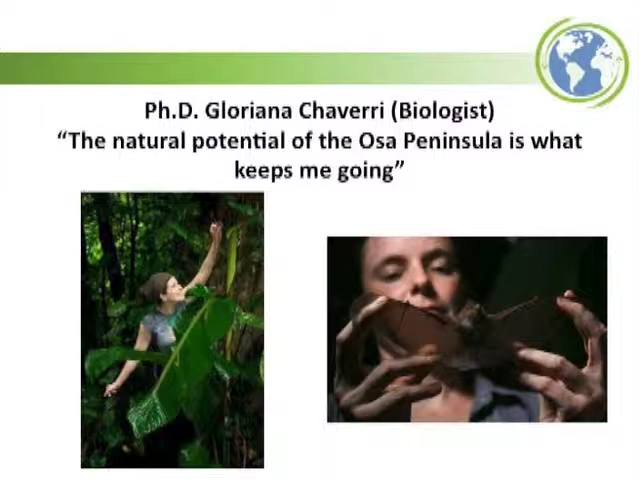 Ph.D. Gloriana Chaverri (Biologist)
“The natural potential of the Osa Peninsula is what
keeps me going”